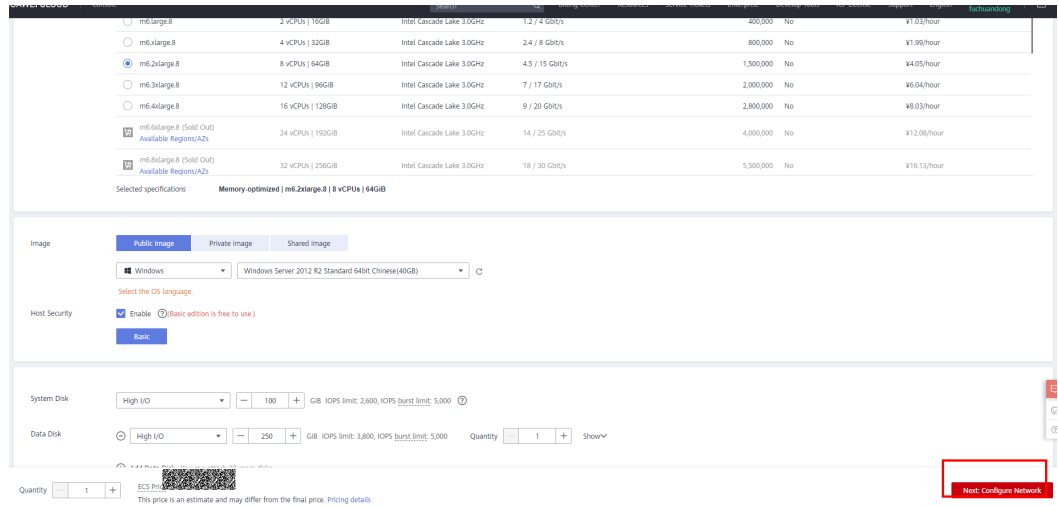 Console
Search
fuchuandong
m6.large.8 2 vCPUs | 16GiB Intel Cascade Lake 3.0GHz 1.2 / 4 Gbit/s 400,000 No ¥1.03/hour
m6.xlarge.8 4 vCPUs | 32GiB Intel Cascade Lake 3.0GHz 2.4 / 8 Gbit/s 800,000 No ¥1.99/hour
m6.2xlarge.8 8 vCPUs | 64GiB Intel Cascade Lake 3.0GHz 4.5 / 15 Gbit/s 1,500,000 No ¥4.05/hour
m6.3xlarge.8 12 vCPUs | 96GiB Intel Cascade Lake 3.0GHz 7 / 17 Gbit/s 2,000,000 No ¥6.04/hour
m6.4xlarge.8 16 vCPUs | 128GiB Intel Cascade Lake 3.0GHz 9 / 20 Gbit/s 2,800,000 No ¥8.03/hour
m6.6xlarge.8 (Sold Out) 24 vCPUs | 192GiB Intel Cascade Lake 3.0GHz 14 / 25 Gbit/s 4,000,000 No ¥12.08/hour
Available Regions/AZs
m6.8xlarge.8 (Sold Out) 32 vCPUs | 256GiB Intel Cascade Lake 3.0GHz 18 / 30 Gbit/s 5,500,000 No ¥16.13/hour
Available Regions/AZs
Selected specifications Memory-optimized | m6.2xlarge.8 | 8 vCPUs | 64GiB
Image Public Image Private Image Shared Image
Windows Windows Server 2012 R2 Standard 64bit Chinese(40GB)
Select the OS language.
Host Security Enable (Basic edition is free to use.)
Basic
System Disk High I/O 100 GiB IOPS limit: 2,600, IOPS burst limit: 5,000
Data Disk High I/O 250 GiB IOPS limit: 3,800, IOPS burst limit: 5,000 Quantity 1 Show
Quantity 1 ECS
This price is an estimate and may differ from the final price. Pricing details
Next: Configure Network